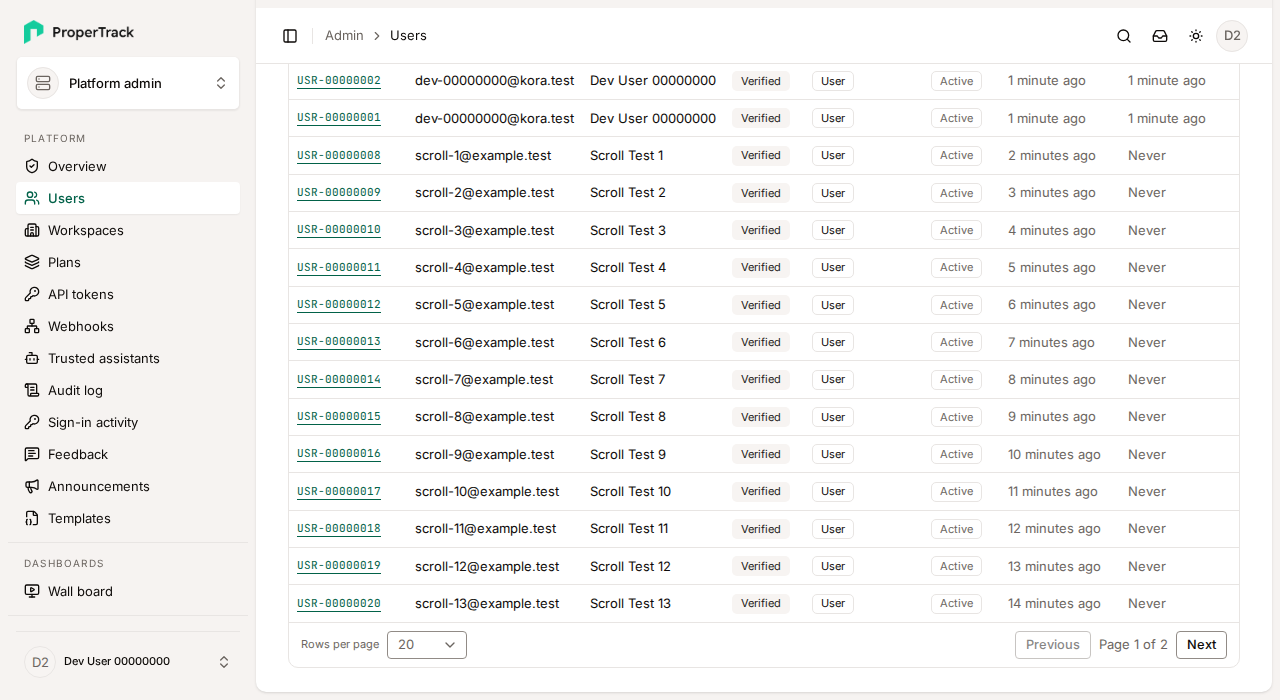 ProperTrack
Platform admin
PLATFORM
Overview
Users
Workspaces
Plans
API tokens
Webhooks
Trusted assistants
Audit log
Sign-in activity
Feedback
Announcements
Templates
DASHBOARDS
Wall board
D2 Dev User 00000000
Admin > Users
D2
USR-00000002 dev-00000000@kora.test Dev User 00000000 Verified User Active 1 minute ago 1 minute ago
USR-00000001 dev-00000000@kora.test Dev User 00000000 Verified User Active 1 minute ago 1 minute ago
USR-00000008 scroll-1@example.test Scroll Test 1 Verified User Active 2 minutes ago Never
USR-00000009 scroll-2@example.test Scroll Test 2 Verified User Active 3 minutes ago Never
USR-00000010 scroll-3@example.test Scroll Test 3 Verified User Active 4 minutes ago Never
USR-00000011 scroll-4@example.test Scroll Test 4 Verified User Active 5 minutes ago Never
USR-00000012 scroll-5@example.test Scroll Test 5 Verified User Active 6 minutes ago Never
USR-00000013 scroll-6@example.test Scroll Test 6 Verified User Active 7 minutes ago Never
USR-00000014 scroll-7@example.test Scroll Test 7 Verified User Active 8 minutes ago Never
USR-00000015 scroll-8@example.test Scroll Test 8 Verified User Active 9 minutes ago Never
USR-00000016 scroll-9@example.test Scroll Test 9 Verified User Active 10 minutes ago Never
USR-00000017 scroll-10@example.test Scroll Test 10 Verified User Active 11 minutes ago Never
USR-00000018 scroll-11@example.test Scroll Test 11 Verified User Active 12 minutes ago Never
USR-00000019 scroll-12@example.test Scroll Test 12 Verified User Active 13 minutes ago Never
USR-00000020 scroll-13@example.test Scroll Test 13 Verified User Active 14 minutes ago Never
Rows per page 20 Previous Page 1 of 2 Next